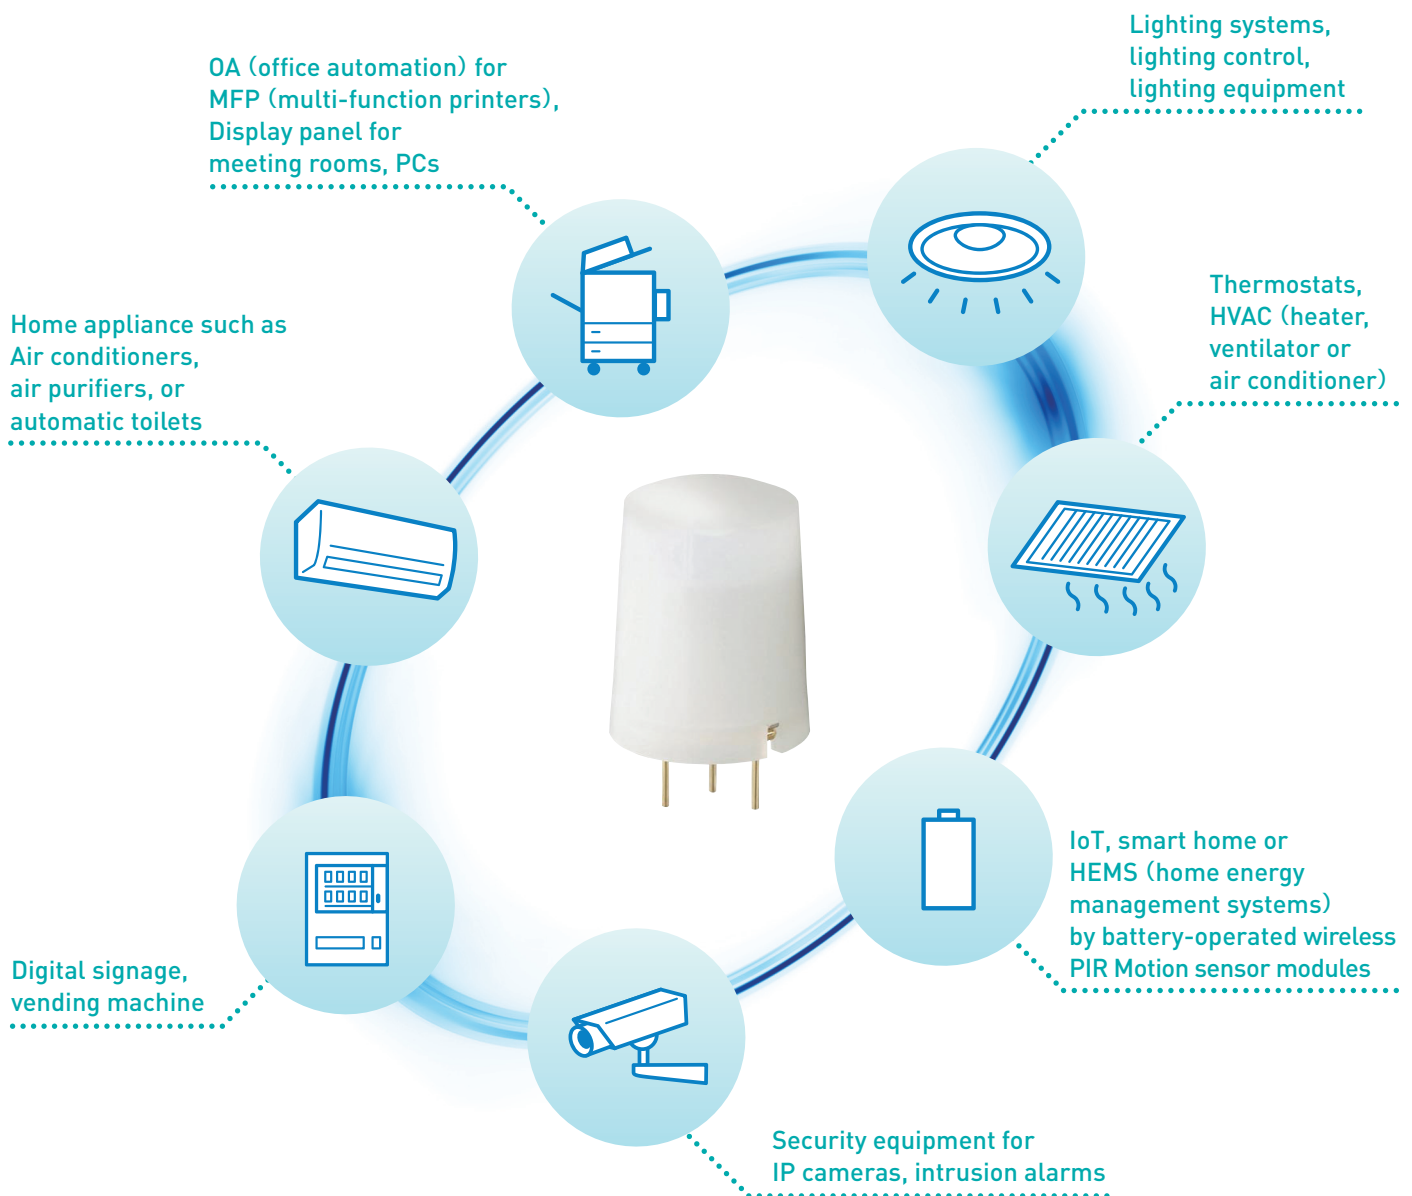 Lighting systems,
lighting control,
lighting equipment
OA (office automation) for
MFP (multi-function printers),
Display panel for
meeting rooms, PCs
Thermostats,
HVAC (heater,
ventilator or
air conditioner)
Home appliance such as
Air conditioners,
air purifiers, or
automatic toilets
IoT, smart home or
HEMS (home energy
management systems)
by battery-operated wireless
PIR Motion sensor modules
Digital signage,
vending machine
Security equipment for
IP cameras, intrusion alarms